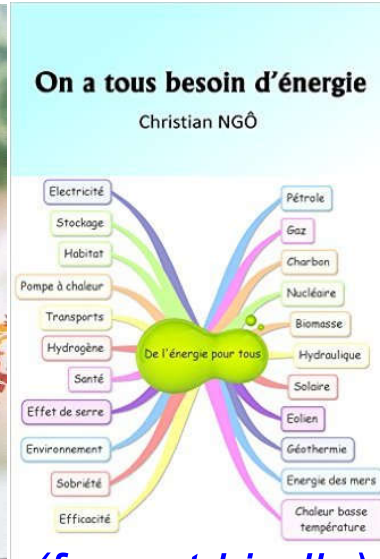 On a tous besoin d'énergie
Christian NGÔ
Electricité
Stockage
Habitat
Pompe à chaleur
Transports
Hydrogène
Santé
Effet de serre
Environnement
Sobriété
Efficacité
De l'énergie pour tous
Pétrole
Gaz
Charbon
Nucléaire
Biomasse
Hydraulique
Solaire
Eolien
Géothermie
Energie des mers
Chaleur basse
température